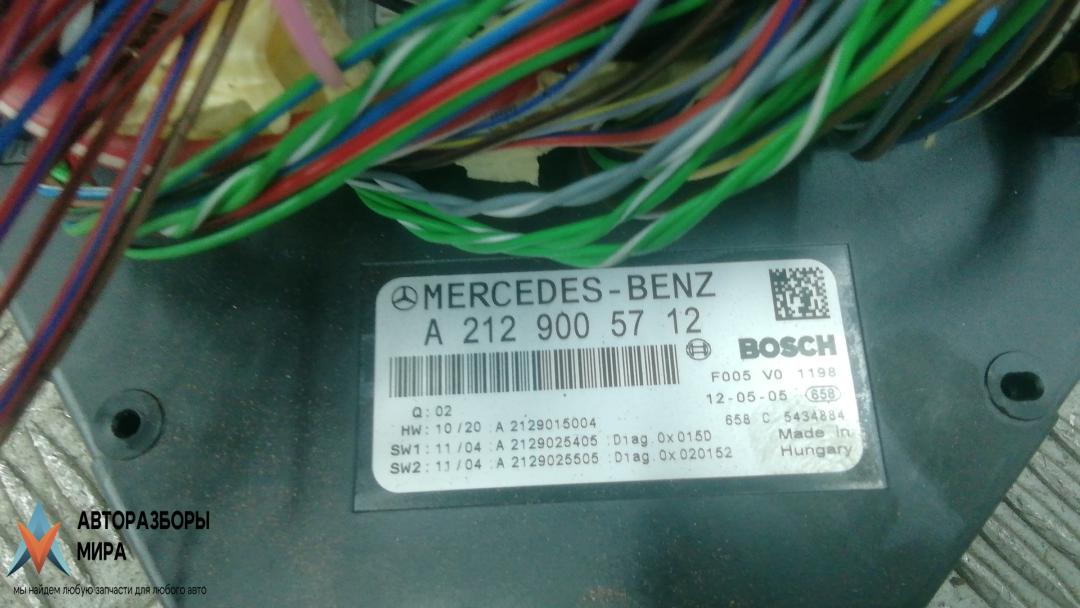 MERCEDES-BENZ
A 212 900 57 12
BOSCH
F005 V0 1198
12-05-05 658
658 C 5434884
Made in
Hungary
Q: 02
HW: 10/20 :A 2129015004
SW1: 11/04 :A 2129025405 :Diag.0x015D
SW2: 11/04 :A 2129025505 :Diag.0x020152
АВТОРАЗБОРЫ
МИРА
мы найдем любую запчасти для любого авто